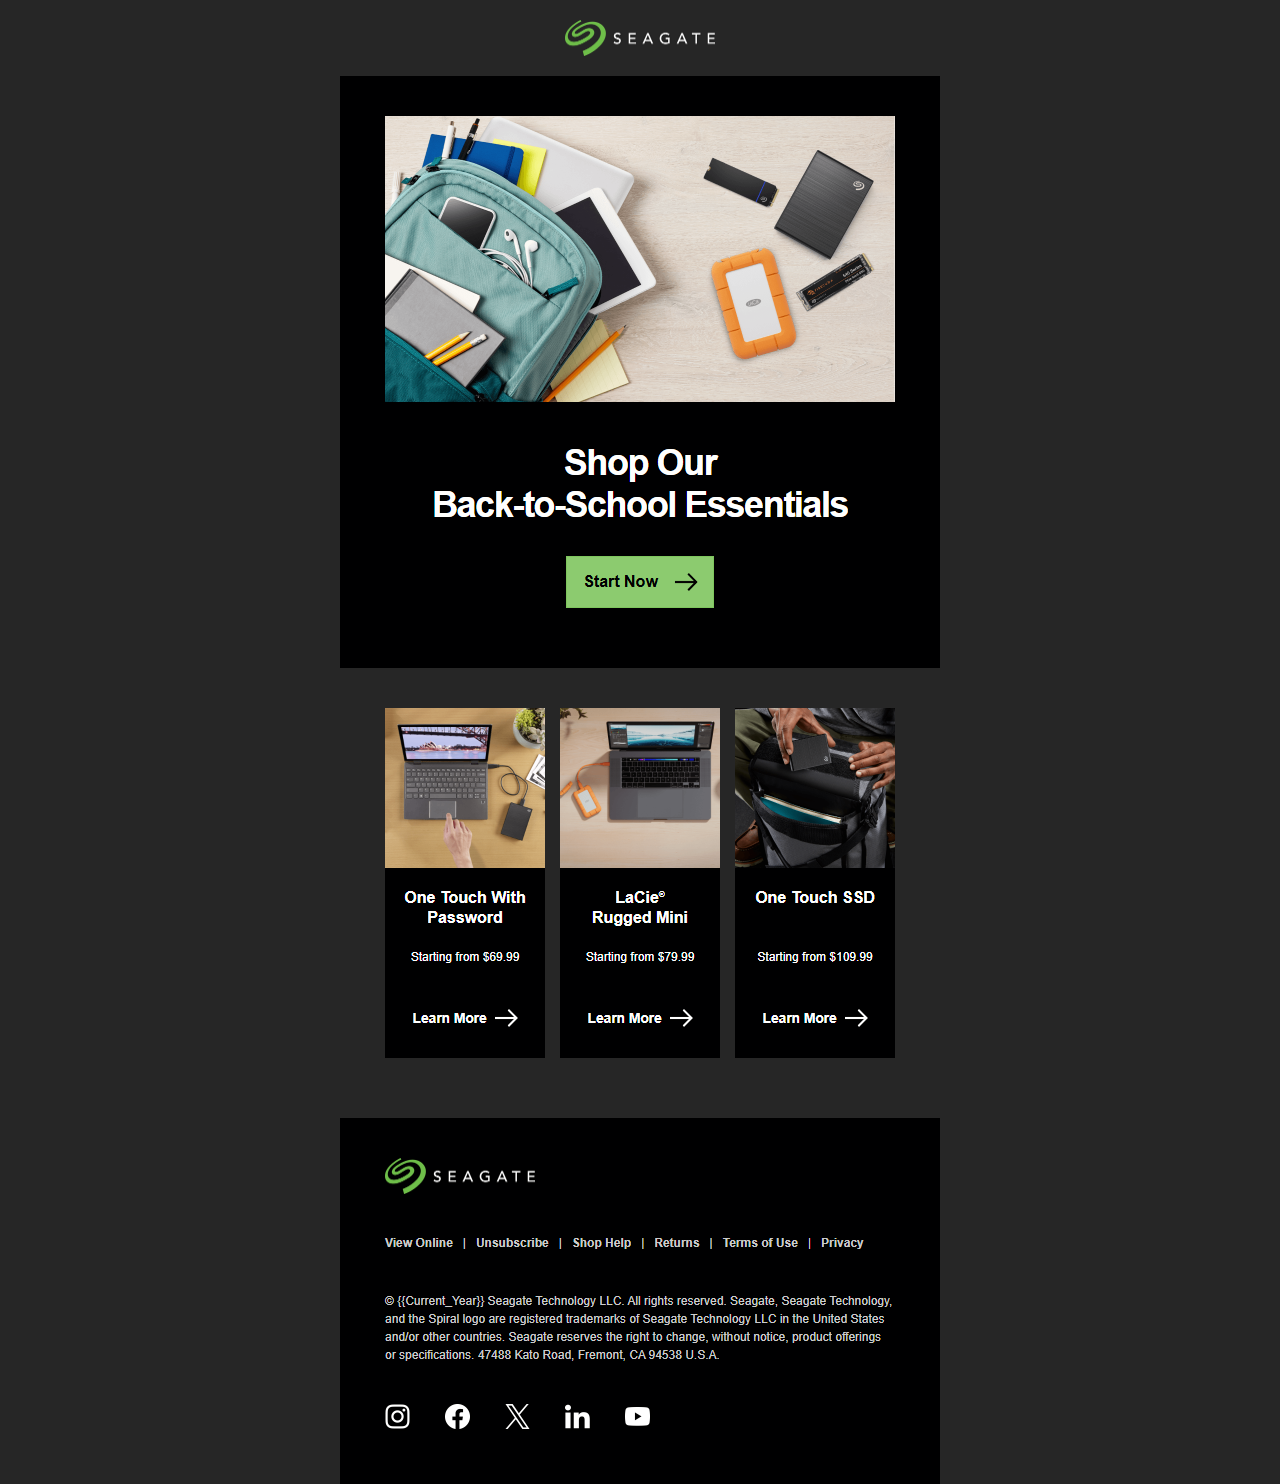 SEAGATE
Shop Our
Back-to-School Essentials
Start Now
One Touch With
Password
Starting from $69.99
Learn More
LaCie®
Rugged Mini
Starting from $79.99
Learn More
One Touch SSD
Starting from $109.99
Learn More
SEAGATE
View Online | Unsubscribe | Shop Help | Returns | Terms of Use | Privacy
© {{Current_Year}} Seagate Technology LLC. All rights reserved. Seagate, Seagate Technology,
and the Spiral logo are registered trademarks of Seagate Technology LLC in the United States
and/or other countries. Seagate reserves the right to change, without notice, product offerings
or specifications. 47488 Kato Road, Fremont, CA 94538 U.S.A.